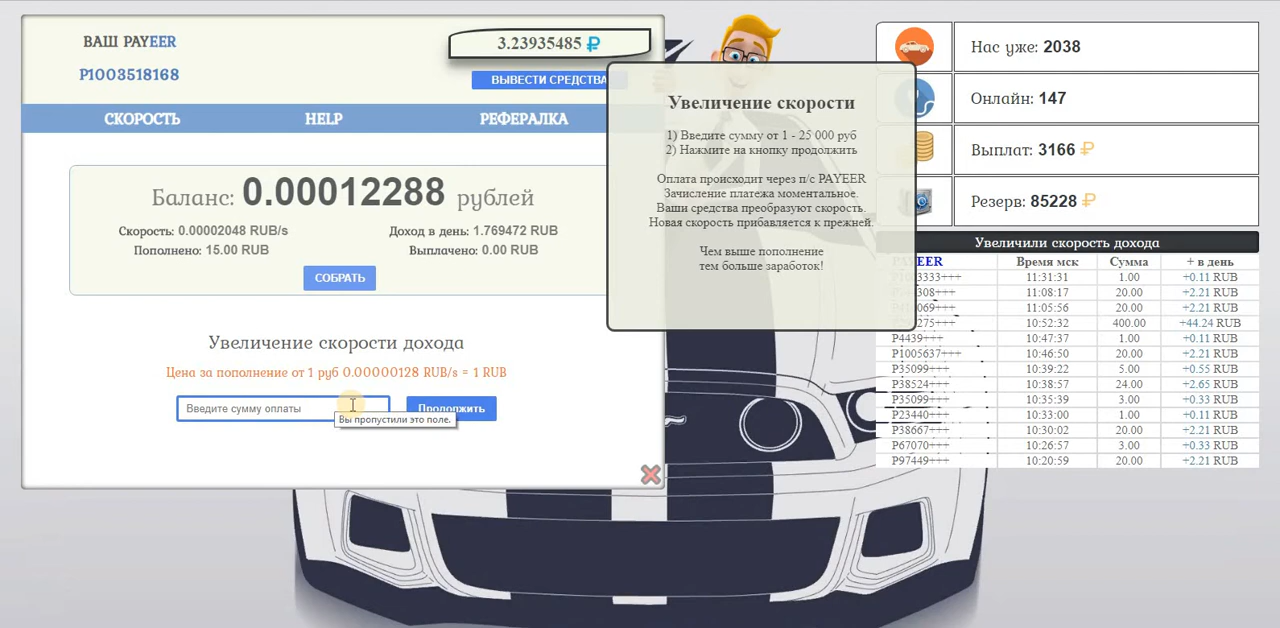 ВАШ PAYEER
P1003518168
3.23935485 ₽
ВЫВЕСТИ СРЕДСТВА
СКОРОСТЬ HELP РЕФЕРАЛКА
Баланс: 0.00012288 рублей
Скорость: 0.00002048 RUB/s Доход в день: 1.769472 RUB
Пополнено: 15.00 RUB Выплачено: 0.00 RUB
СОБРАТЬ
Увеличение скорости дохода
Цена за пополнение от 1 руб 0.00000128 RUB/s = 1 RUB
Введите сумму оплаты Продолжить
Вы пропустили это поле.
Увеличение скорости
1) Введите сумму от 1 - 25 000 руб
2) Нажмите на кнопку продолжить
Оплата происходит через п/с PAYEER
Зачисление платежа моментальное.
Ваши средства преобразуют скорость.
Новая скорость прибавляется к прежней.
Чем выше пополнение
тем больше заработок!
Нас уже: 2038
Онлайн: 147
Выплат: 3166 ₽
Резерв: 85228 ₽
Увеличили скорость дохода
PAYEER Время мск Сумма + в день
11:31:31 1.00 +0.11 RUB
11:08:17 20.00 +2.21 RUB
11:05:56 20.00 +2.21 RUB
10:52:32 400.00 +44.24 RUB
P4439+++ 10:47:37 1.00 +0.11 RUB
P1005637+++ 10:46:50 20.00 +2.21 RUB
P35099+++ 10:39:22 5.00 +0.55 RUB
P38524+++ 10:38:57 24.00 +2.65 RUB
P35099+++ 10:35:39 3.00 +0.33 RUB
P23440+++ 10:33:00 1.00 +0.11 RUB
P38667+++ 10:30:02 20.00 +2.21 RUB
P67070+++ 10:26:57 3.00 +0.33 RUB
P97449+++ 10:20:59 20.00 +2.21 RUB